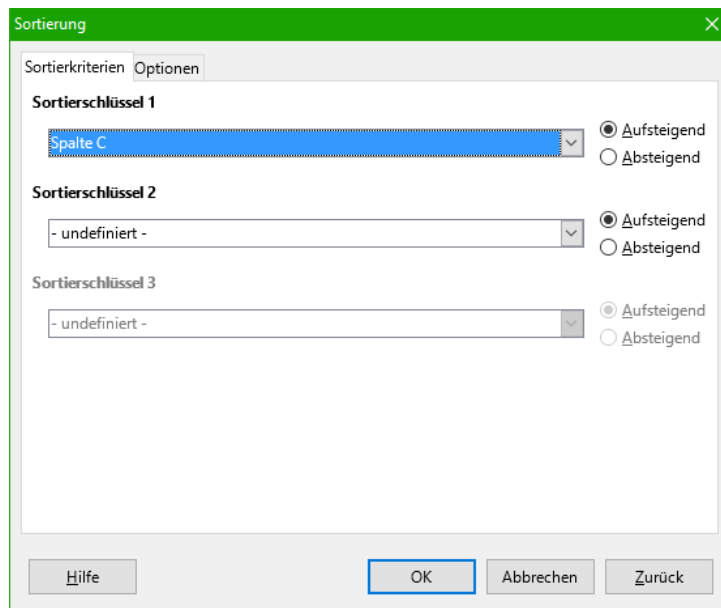 Sortierung
Sortierkriterien Optionen
Sortierschlüssel 1
Spalte C
Aufsteigend
Absteigend
Sortierschlüssel 2
- undefiniert -
Aufsteigend
Absteigend
Sortierschlüssel 3
- undefiniert -
Aufsteigend
Absteigend
Hilfe OK Abbrechen Zurück